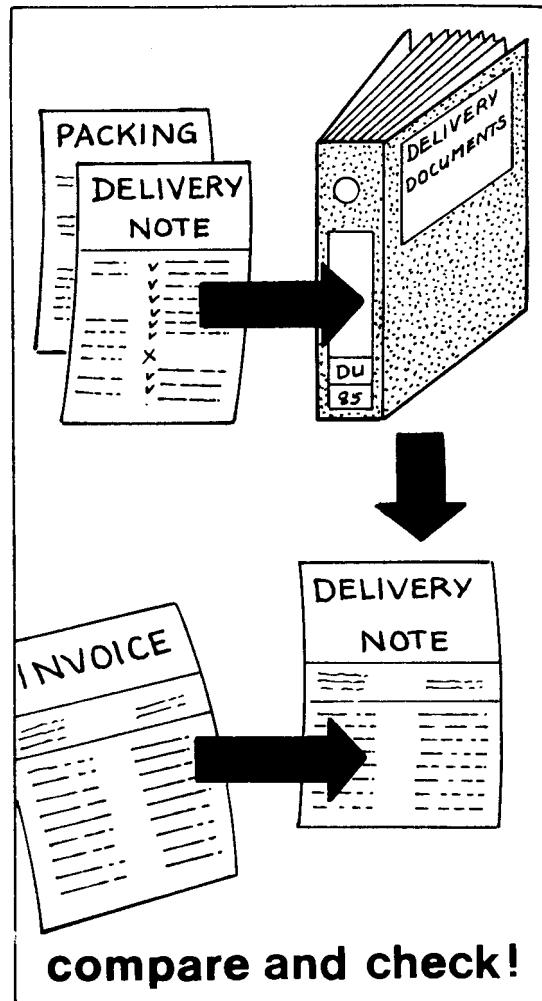 PACKING
DELIVERY
NOTE
DELIVERY
DOCUMENTS
DU
85
DELIVERY
NOTE
INVOICE
compare and check!